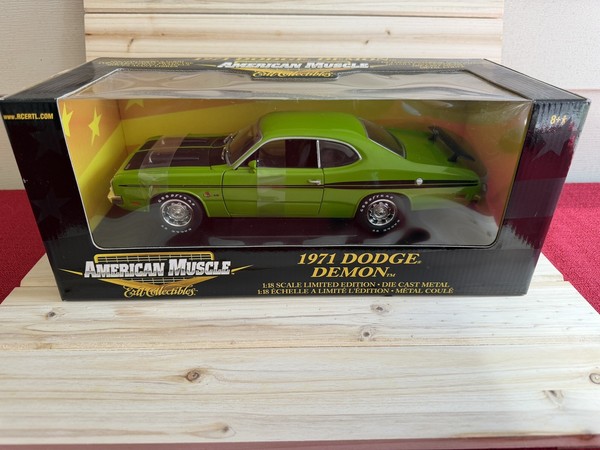 AMERICAN MUSCLE
Ertl Collectibles
WWW.RCERTL.COM
8+
AMERICAN MUSCLE
Ertl Collectibles
1971 DODGE
DEMON™
1:18 SCALE LIMITED EDITION • DIE CAST METAL
1:18 ÉCHELLE A LIMITÉ L'ÉDITION • MÉTAL COULÉ